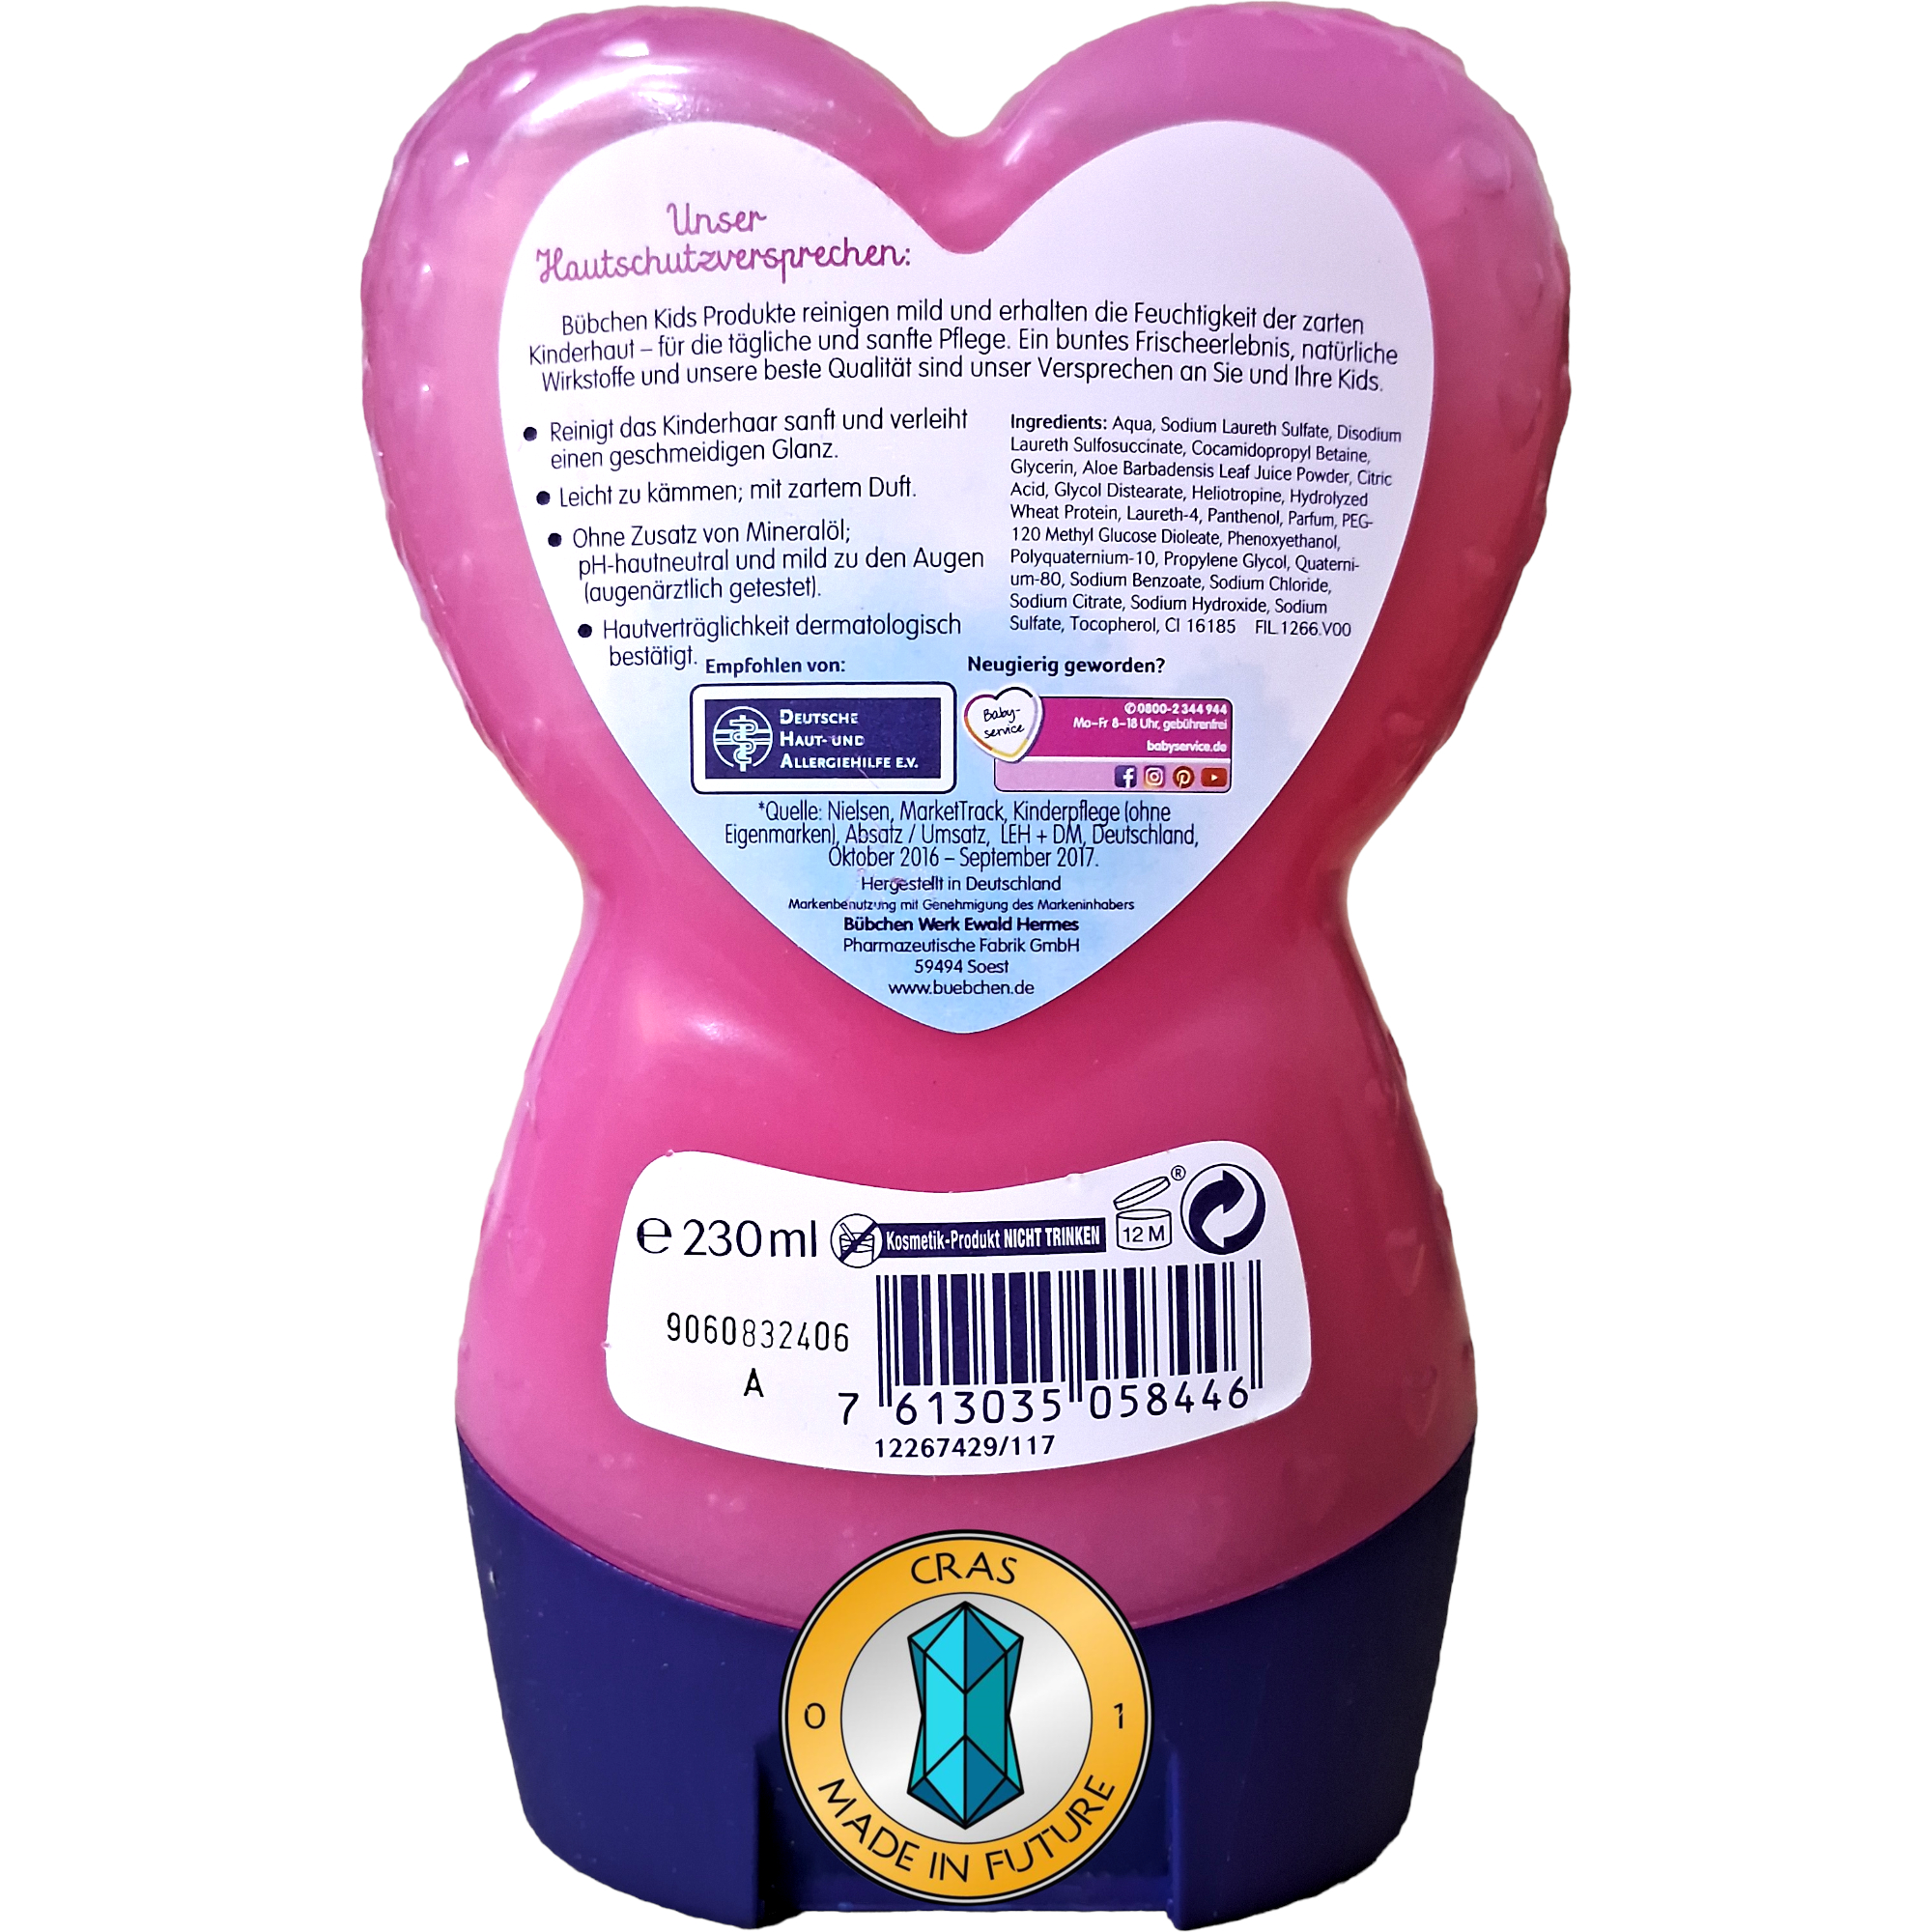 Unser
Hautschutzversprechen:
Bübchen Kids Produkte reinigen mild und erhalten die Feuchtigkeit der zarten
Kinderhaut – für die tägliche und sanfte Pflege. Ein buntes Frischeerlebnis, natürliche
Wirkstoffe und unsere beste Qualität sind unser Versprechen an Sie und Ihre Kids.
• Reinigt das Kinderhaar sanft und verleiht
einen geschmeidigen Glanz.
• Leicht zu kämmen; mit zartem Duft.
• Ohne Zusatz von Mineralöl;
pH-hautneutral und mild zu den Augen
(augenärztlich getestet).
• Hautverträglichkeit dermatologisch
bestätigt.
Ingredients: Aqua, Sodium Laureth Sulfate, Disodium
Laureth Sulfosuccinate, Cocamidopropyl Betaine,
Glycerin, Aloe Barbadensis Leaf Juice Powder, Citric
Acid, Glycol Distearate, Heliotropine, Hydrolyzed
Wheat Protein, Laureth-4, Panthenol, Parfum, PEG-
120 Methyl Glucose Dioleate, Phenoxyethanol,
Polyquaternium-10, Propylene Glycol, Quaterni-
um-80, Sodium Benzoate, Sodium Chloride,
Sodium Citrate, Sodium Hydroxide, Sodium
Sulfate, Tocopherol, CI 16185 FIL.1266.V00
Empfohlen von:
DEUTSCHE
HAUT- UND
ALLERGIEHILFE E.V.
Neugierig geworden?
Baby-
service
✆0800-2 344 944
Mo–Fr 8–18 Uhr, gebührenfrei
babyservice.de
*Quelle: Nielsen, MarketTrack, Kinderpflege (ohne
Eigenmarken), Absatz / Umsatz, LEH + DM, Deutschland,
Oktober 2016 – September 2017.
Hergestellt in Deutschland
Markenbenutzung mit Genehmigung des Markeninhabers
Bübchen Werk Ewald Hermes
Pharmazeutische Fabrik GmbH
59494 Soest
www.buebchen.de
℮ 230ml
Kosmetik-Produkt NICHT TRINKEN
12 M
®
9060832406
A
7 613035 058446
12267429/117
CRAS
0 1
MADE IN FUTURE